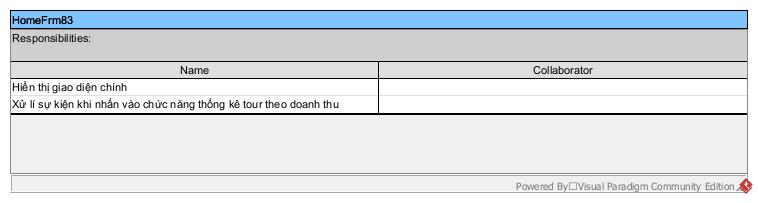 HomeFrm83
Responsibilities:
Name
Collaborator
Hiển thị giao diện chính
Xử lí sự kiện khi nhấn vào chức năng thống kê tour theo doanh thu
Powered By□Visual Paradigm Community Edition